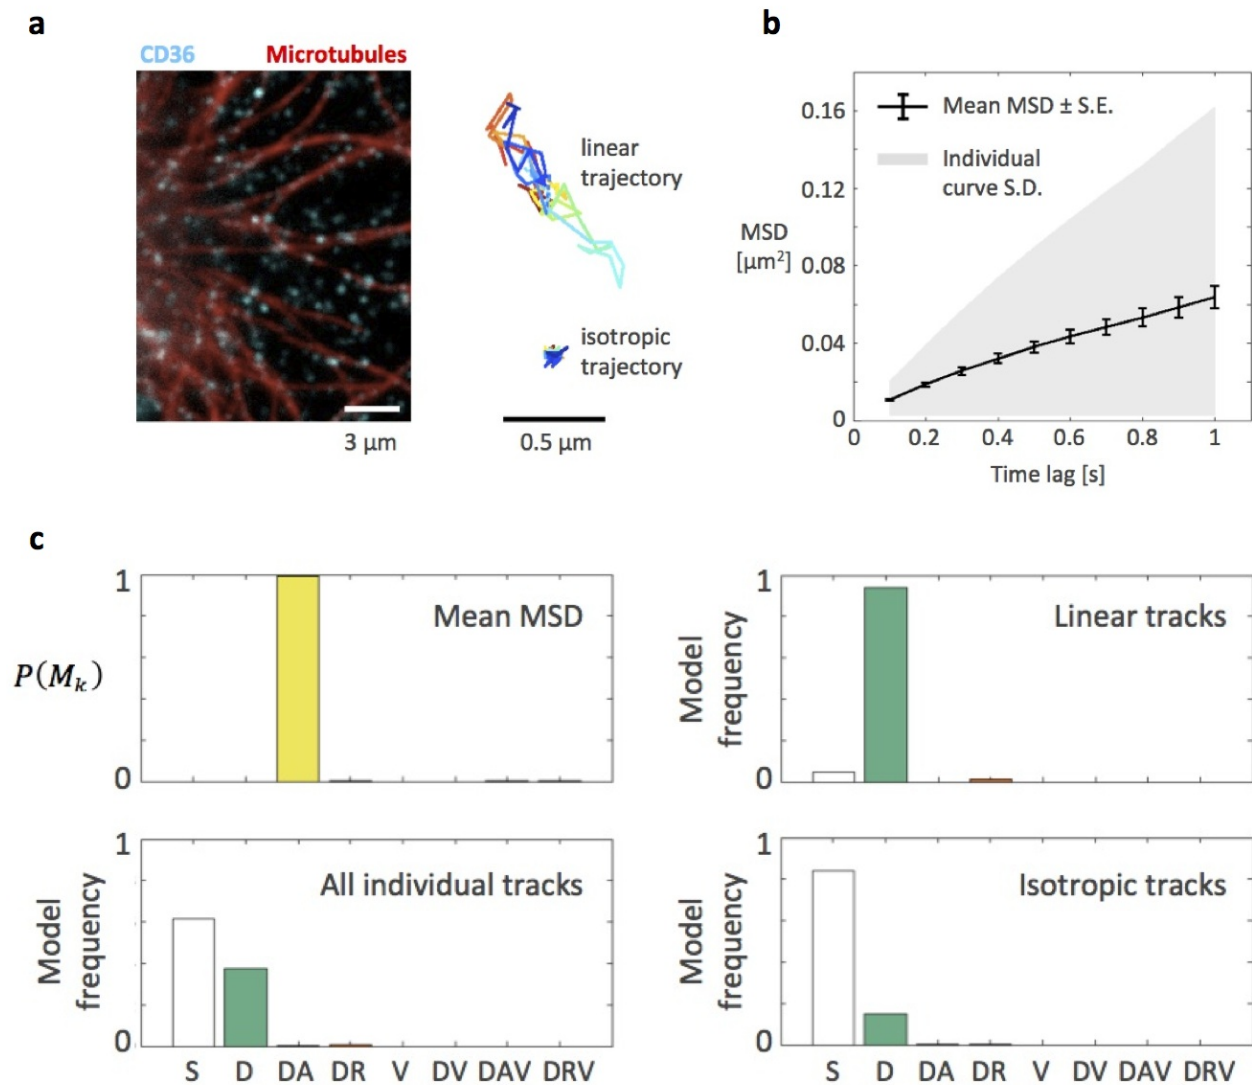 a
CD36 Microtubules
linear
trajectory
isotropic
trajectory
3 μm
0.5 μm
b
0.16
0.12
0.08
0.04
0
MSD
[μm²]
Mean MSD ± S.E.
Individual
curve S.D.
0 0.2 0.4 0.6 0.8 1
Time lag [s]
c
1
0
P(Mₖ)
Mean MSD
1
0
Model
frequency
Linear tracks
1
0
Model
frequency
All individual tracks
S D DA DR V DV DAV DRV
1
0
Model
frequency
Isotropic tracks
S D DA DR V DV DAV DRV